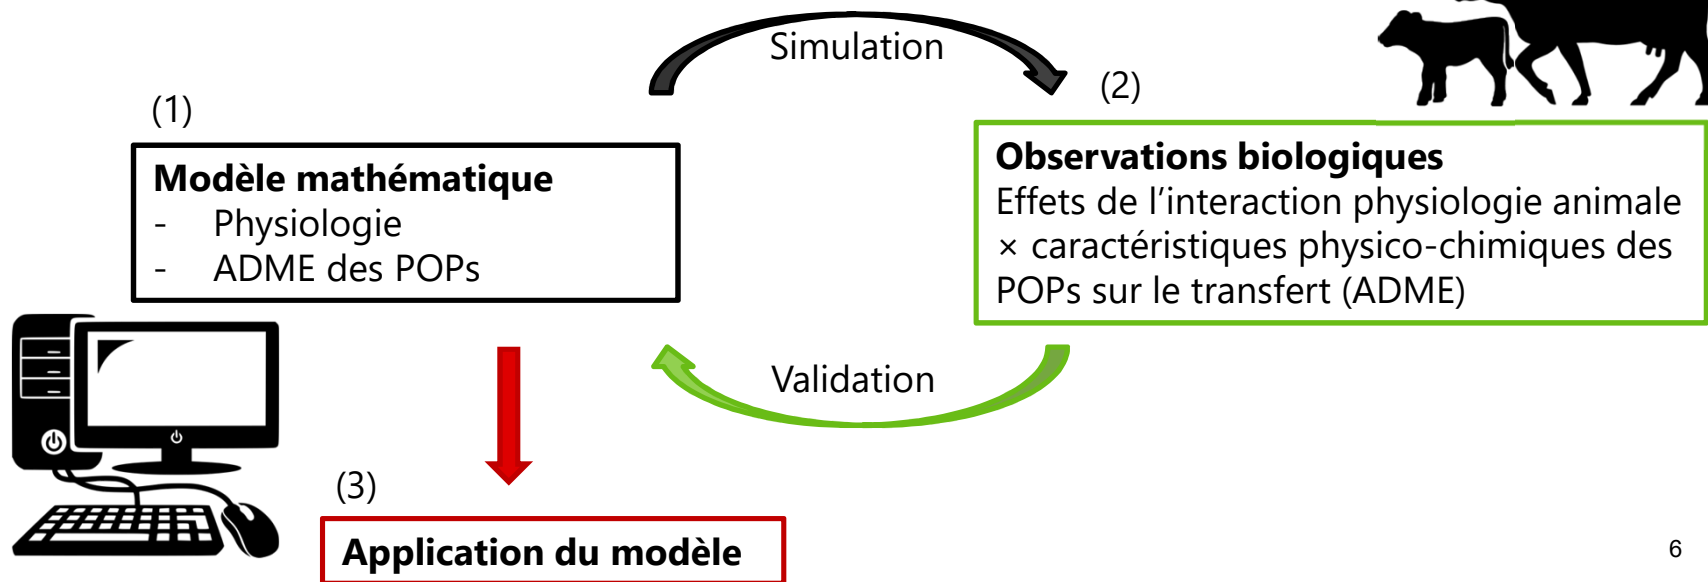 Simulation
(1)
(2)
Modèle mathématique
- Physiologie
- ADME des POPs
Observations biologiques
Effets de l’interaction physiologie animale
× caractéristiques physico-chimiques des
POPs sur le transfert (ADME)
Validation
(3)
Application du modèle
6